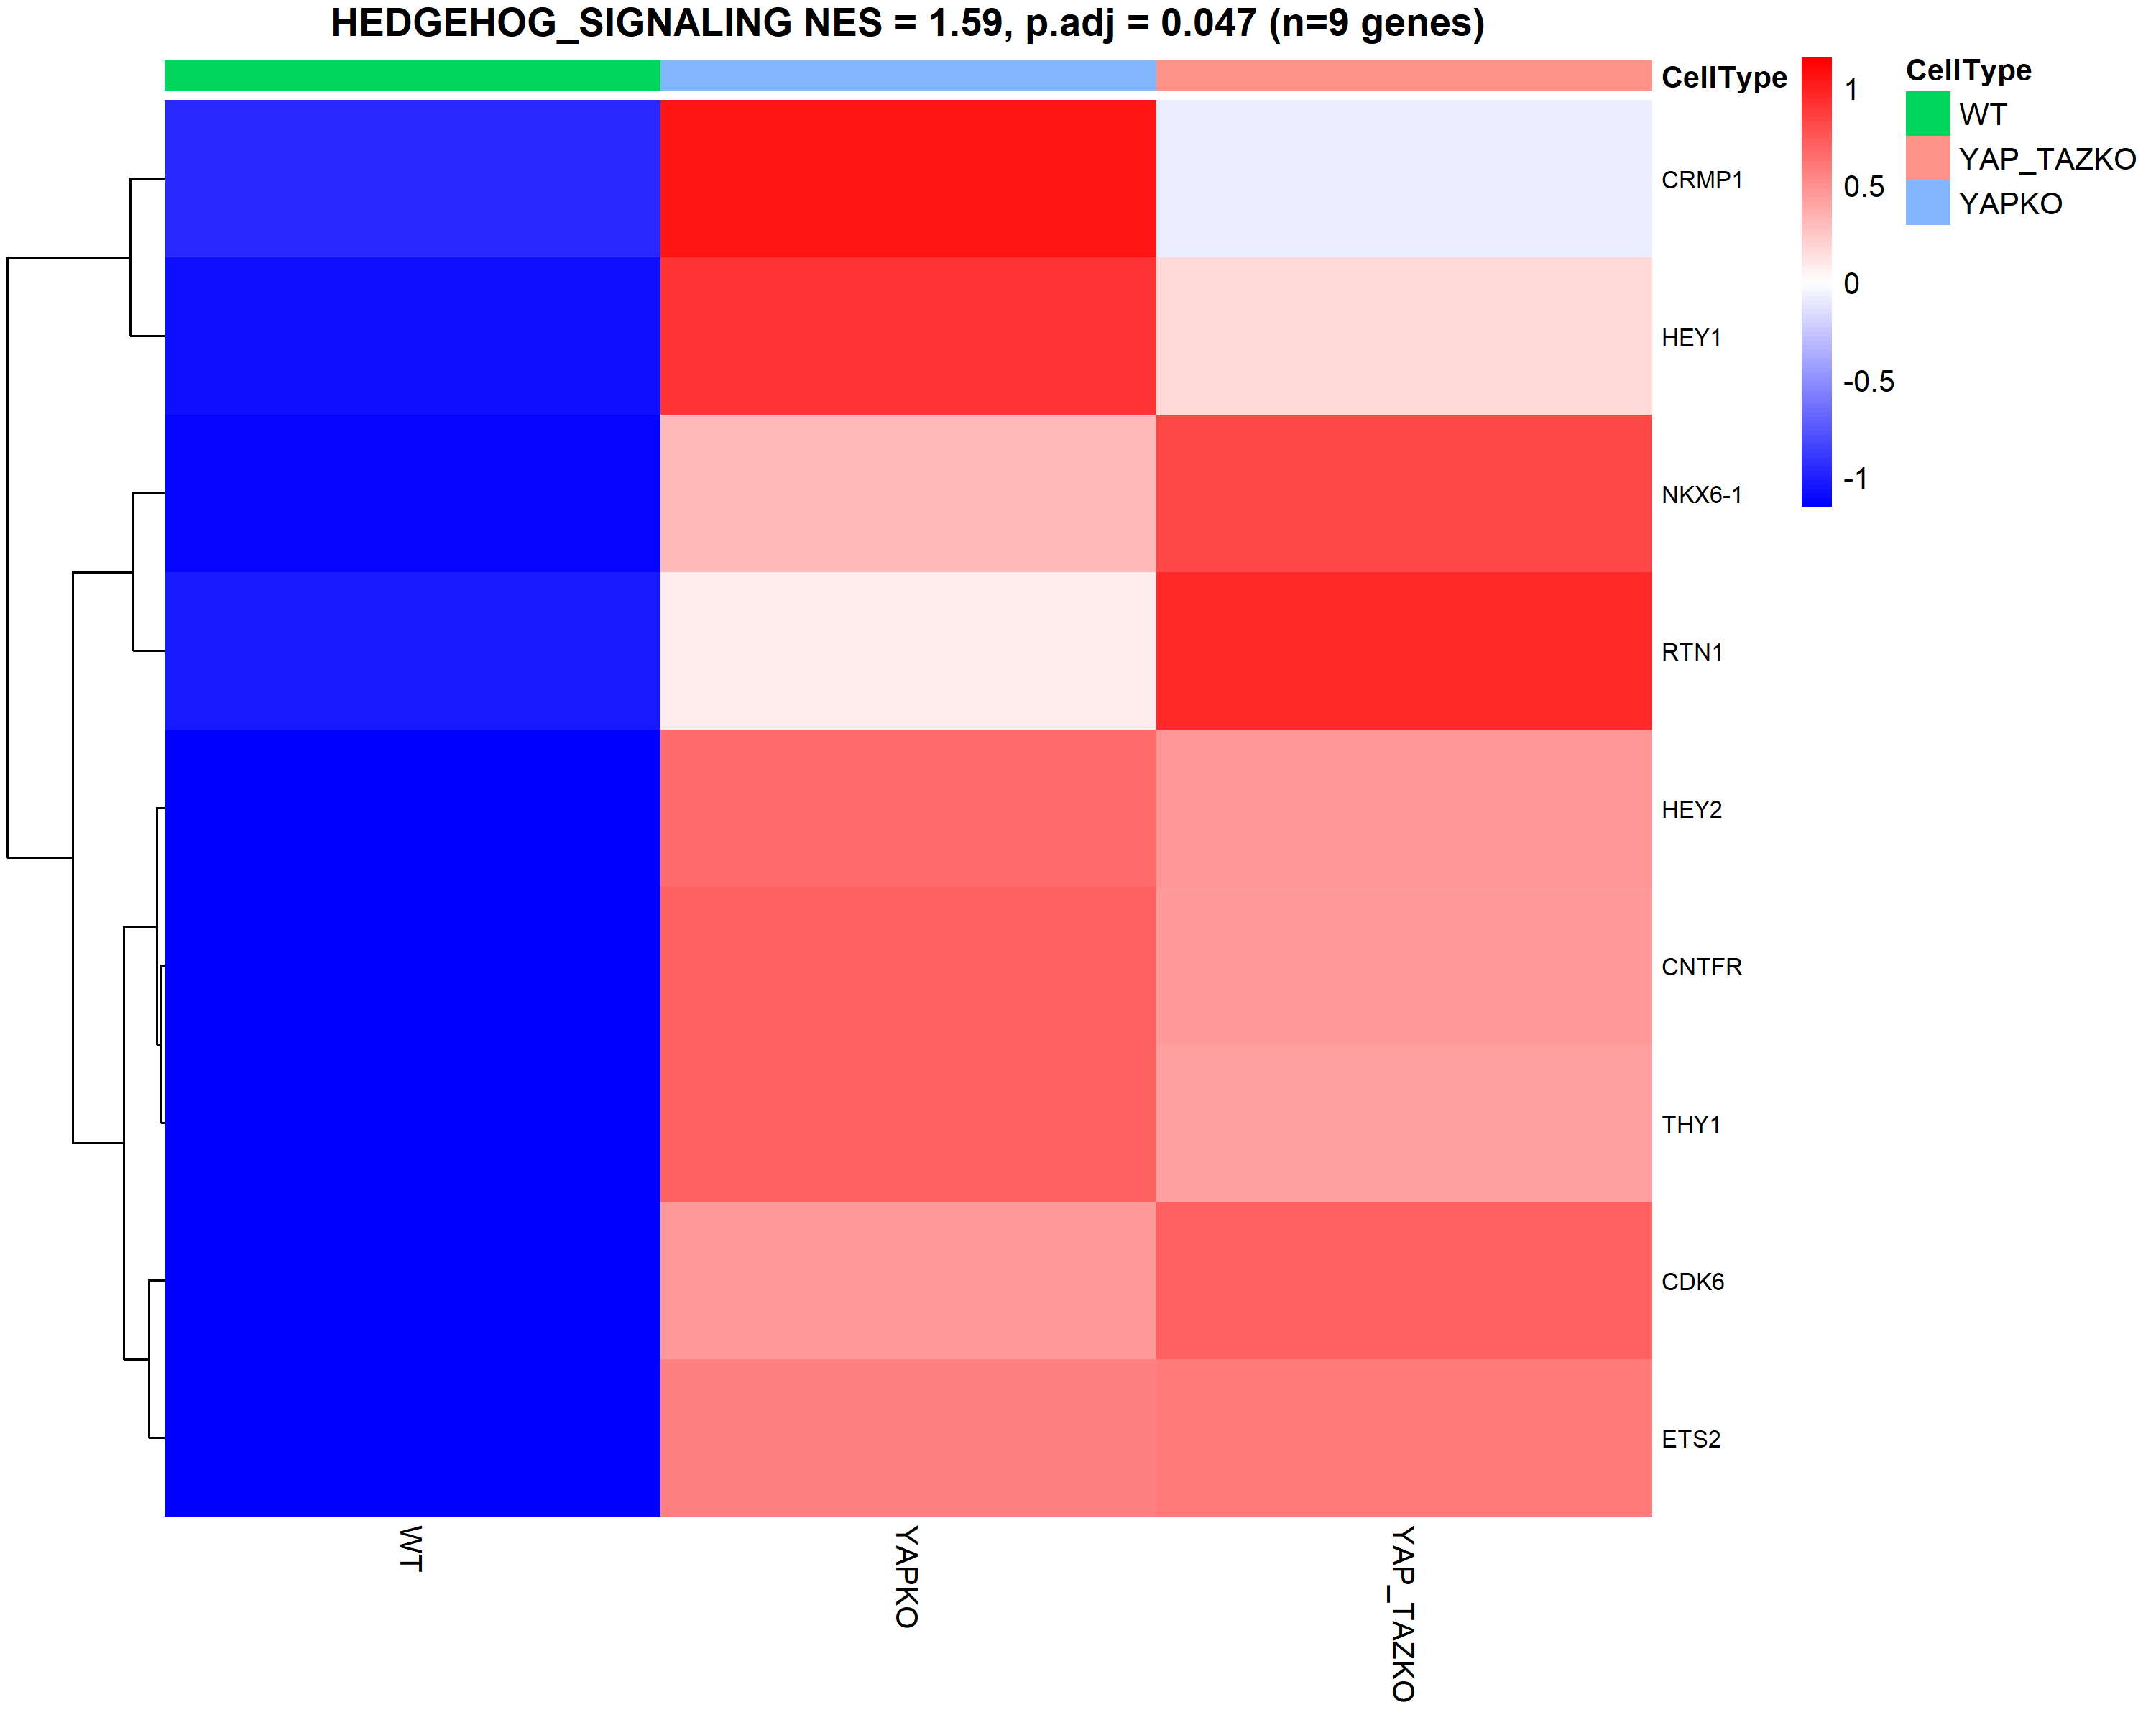 HEDGEHOG_SIGNALING NES = 1.59, p.adj = 0.047 (n=9 genes)
CellType
CRMP1
HEY1
NKX6-1
RTN1
HEY2
CNTFR
THY1
CDK6
ETS2
WT
YAPKO
YAP_TAZKO
1
0.5
0
-0.5
-1
CellType
WT
YAP_TAZKO
YAPKO